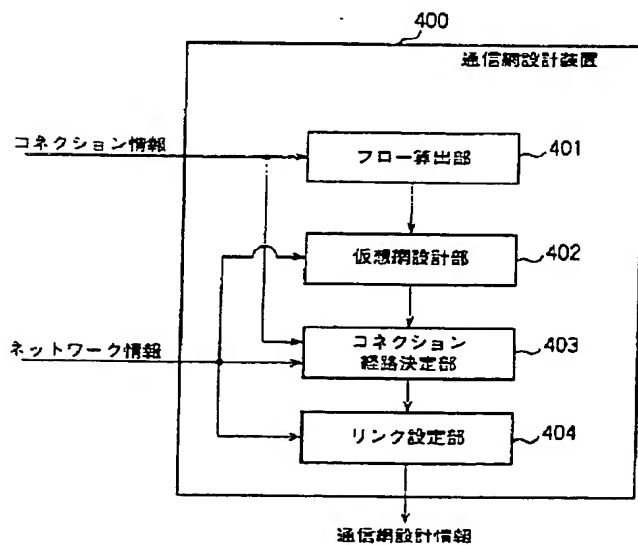 400
通信網設計装置
コネクション情報
フロー算出部
401
仮想網設計部
402
ネットワーク情報
コネクション
経路決定部
403
リンク設定部
404
通信網設計情報